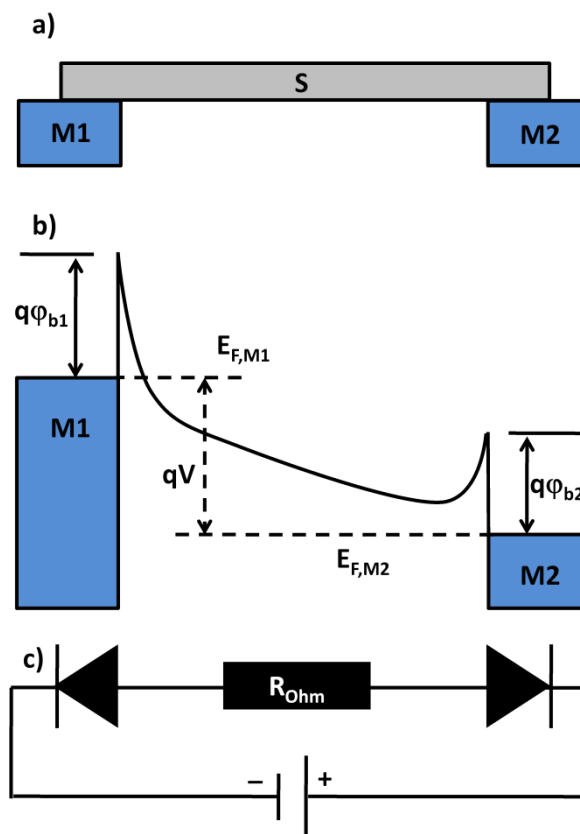 a)
S
M1
M2
b)
qφb1
EF,M1
M1
qV
qφb2
EF,M2
M2
c)
ROhm
− +